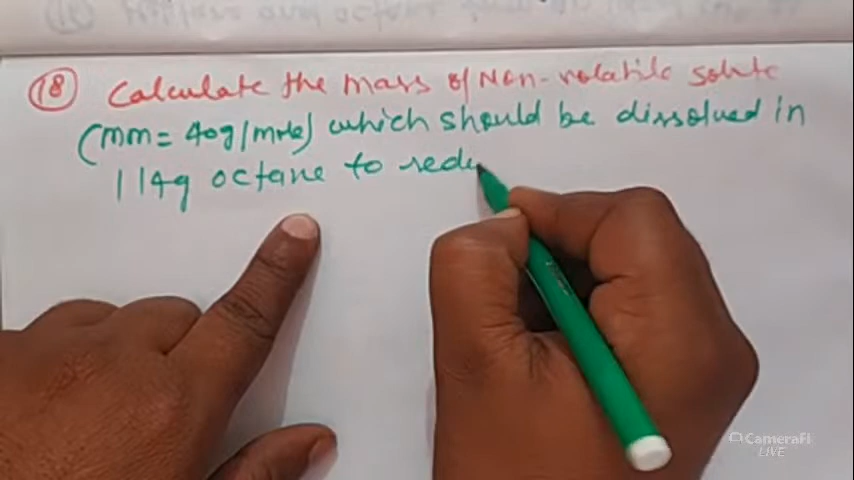 (18) Calculate the mass of Non-volatile solute
(mm = 40g/mole) which should be dissolved in
114g octane to redu
CameraFi
LIVE